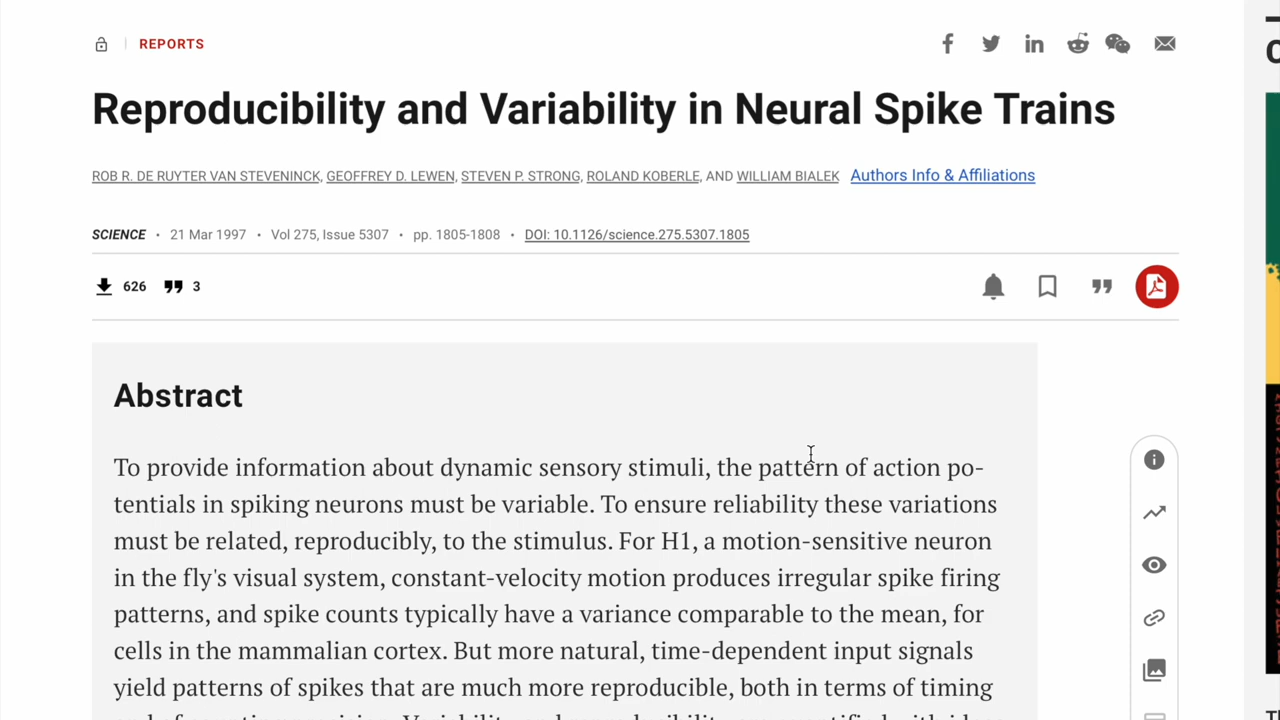 REPORTS
Reproducibility and Variability in Neural Spike Trains
ROB R. DE RUYTER VAN STEVENINCK, GEOFFREY D. LEWEN, STEVEN P. STRONG, ROLAND KOBERLE, AND WILLIAM BIALEK Authors Info & Affiliations
SCIENCE • 21 Mar 1997 • Vol 275, Issue 5307 • pp. 1805-1808 • DOI: 10.1126/science.275.5307.1805
626 3
Abstract
To provide information about dynamic sensory stimuli, the pattern of action po-
tentials in spiking neurons must be variable. To ensure reliability these variations
must be related, reproducibly, to the stimulus. For H1, a motion-sensitive neuron
in the fly's visual system, constant-velocity motion produces irregular spike firing
patterns, and spike counts typically have a variance comparable to the mean, for
cells in the mammalian cortex. But more natural, time-dependent input signals
yield patterns of spikes that are much more reproducible, both in terms of timing